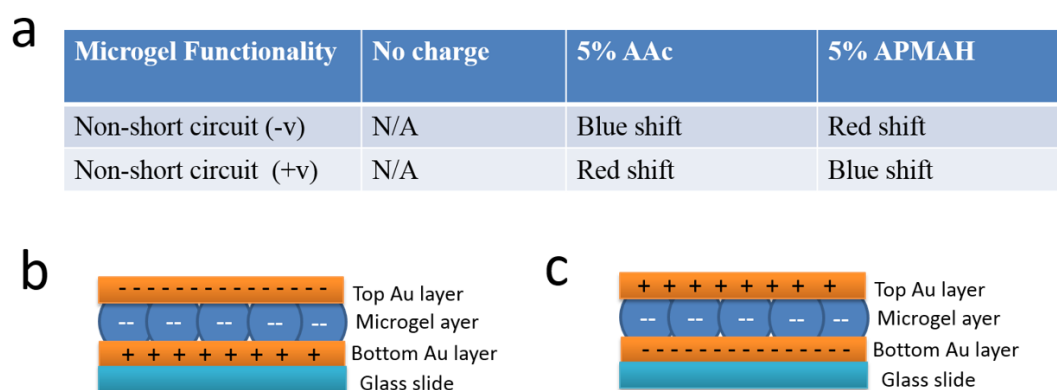 a
Microgel Functionality No charge 5% AAc 5% APMAH
Non-short circuit (-v) N/A Blue shift Red shift
Non-short circuit (+v) N/A Red shift Blue shift
b
- - - - - - - - - - - - - - Top Au layer
-- -- -- -- -- Microgel ayer
+ + + + + + + + Bottom Au layer
Glass slide
c
+ + + + + + + + Top Au layer
-- -- -- -- -- Microgel ayer
- - - - - - - - - - - - - - Bottom Au layer
Glass slide